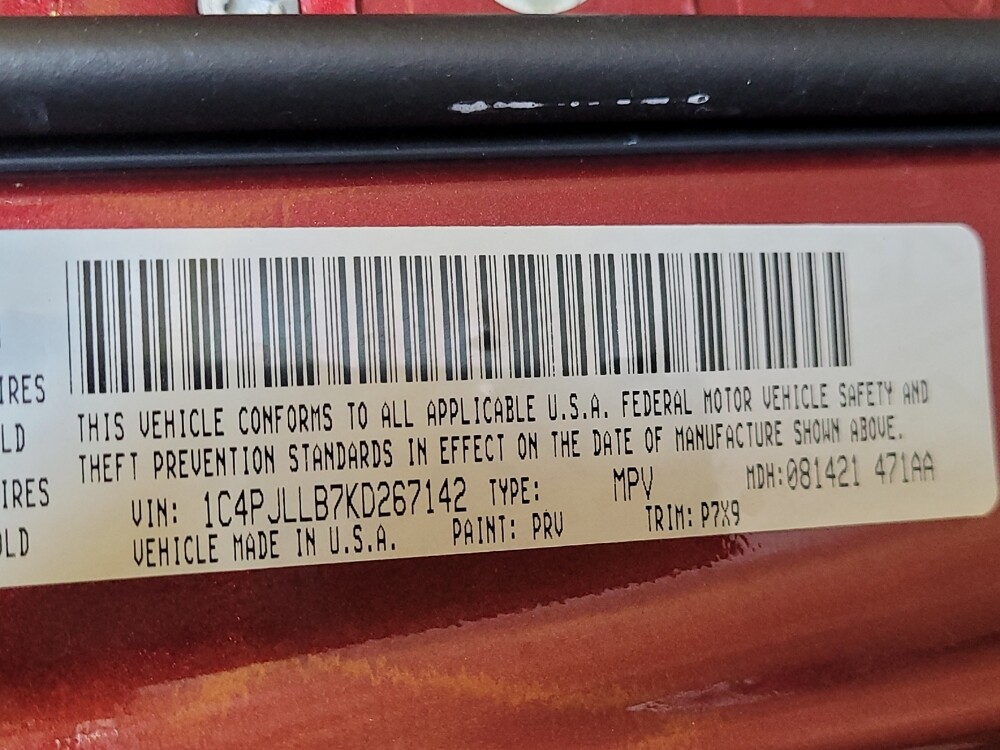 IRES
LD
IRES
OLD
THIS VEHICLE CONFORMS TO ALL APPLICABLE U.S.A. FEDERAL MOTOR VEHICLE SAFETY AND
THEFT PREVENTION STANDARDS IN EFFECT ON THE DATE OF MANUFACTURE SHOWN ABOVE.
VIN: 1C4PJLLB7KD267142 TYPE: MPV MDH:081421 471AA
VEHICLE MADE IN U.S.A. PAINT: PRV TRIM: P7X9